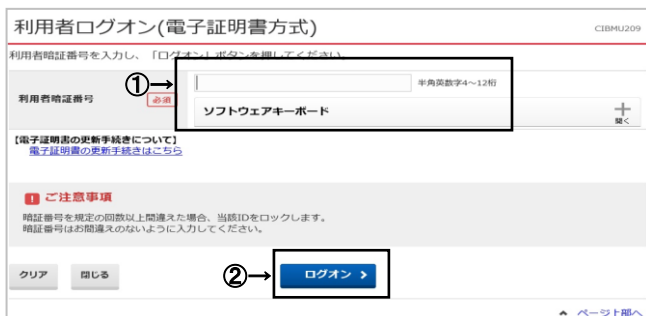 利用者ログオン(電子証明書方式) CIBMU209
利用者暗証番号を入力し、「ログオン」ボタンを押してください。
①→ 半角英数字4～12桁
利用者暗証番号 必須
ソフトウェアキーボード ＋開く
【電子証明書の更新手続きについて】
電子証明書の更新手続きはこちら
! ご注意事項
暗証番号を規定の回数以上間違えた場合、当該IDをロックします。
暗証番号はお間違えのないように入力してください。
クリア 閉じる ②→ ログオン ›
ページ上部へ